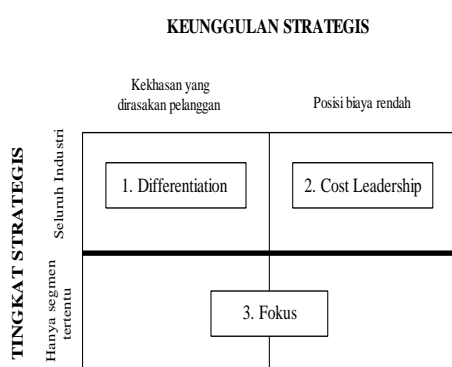 KEUNGGULAN STRATEGIS
Kekhasan yang
dirasakan pelanggan
Posisi biaya rendah
TINGKAT STRATEGIS
Seluruh Industri
1. Differentiation
2. Cost Leadership
Hanya segmen
tertentu
3. Fokus